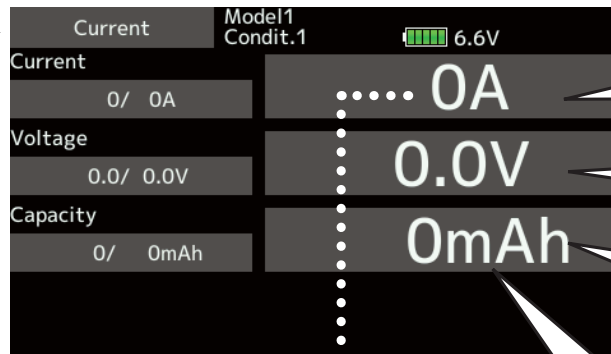 Current
Model1
Condit.1
6.6V
Current
0/ 0A
0A
Voltage
0.0/ 0.0V
0.0V
Capacity
0/ 0mAh
0mAh